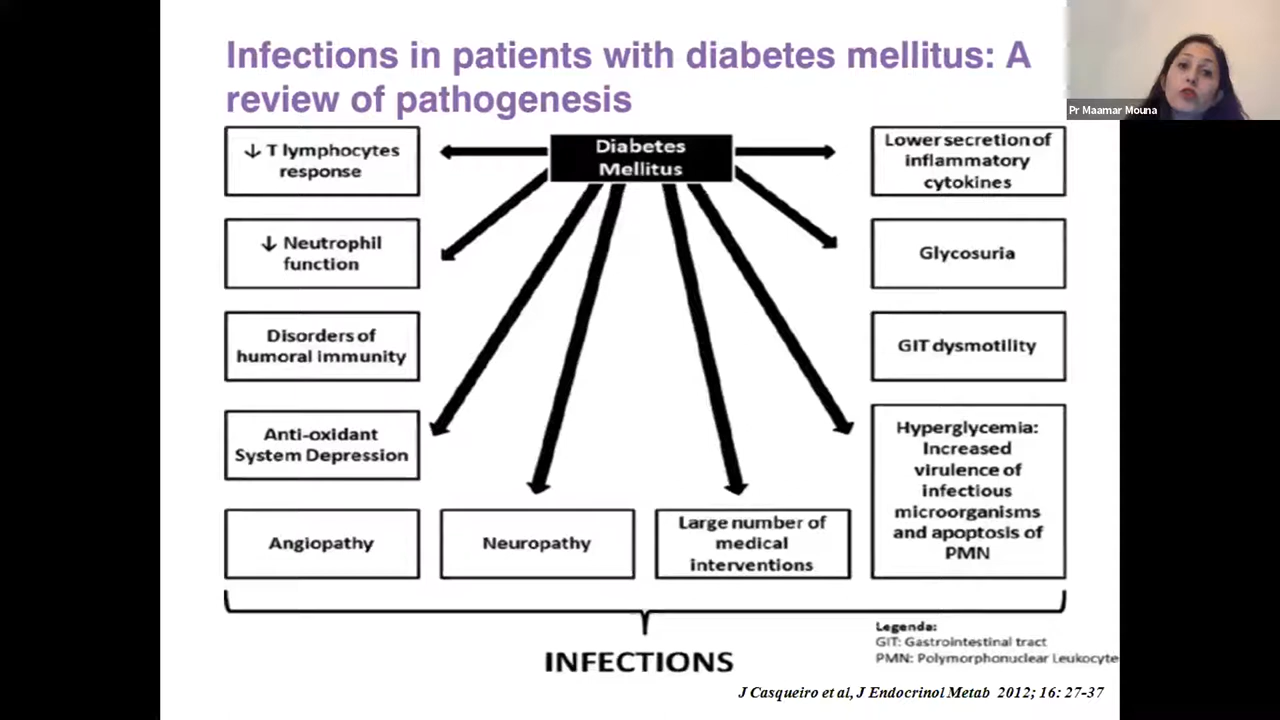 Infections in patients with diabetes mellitus: A
review of pathogenesis
Pr Maamar Mouna
↓ T lymphocytes
response
Diabetes
Mellitus
Lower secretion of
inflammatory
cytokines
↓ Neutrophil
function
Glycosuria
Disorders of
humoral immunity
GIT dysmotility
Anti-oxidant
System Depression
Hyperglycemia:
Increased
virulence of
infectious
microorganisms
and apoptosis of
PMN
Angiopathy
Neuropathy
Large number of
medical
interventions
INFECTIONS
Legenda:
GIT: Gastrointestinal tract
PMN: Polymorphonuclear Leukocyte
J Casqueiro et al, J Endocrinol Metab 2012; 16: 27-37